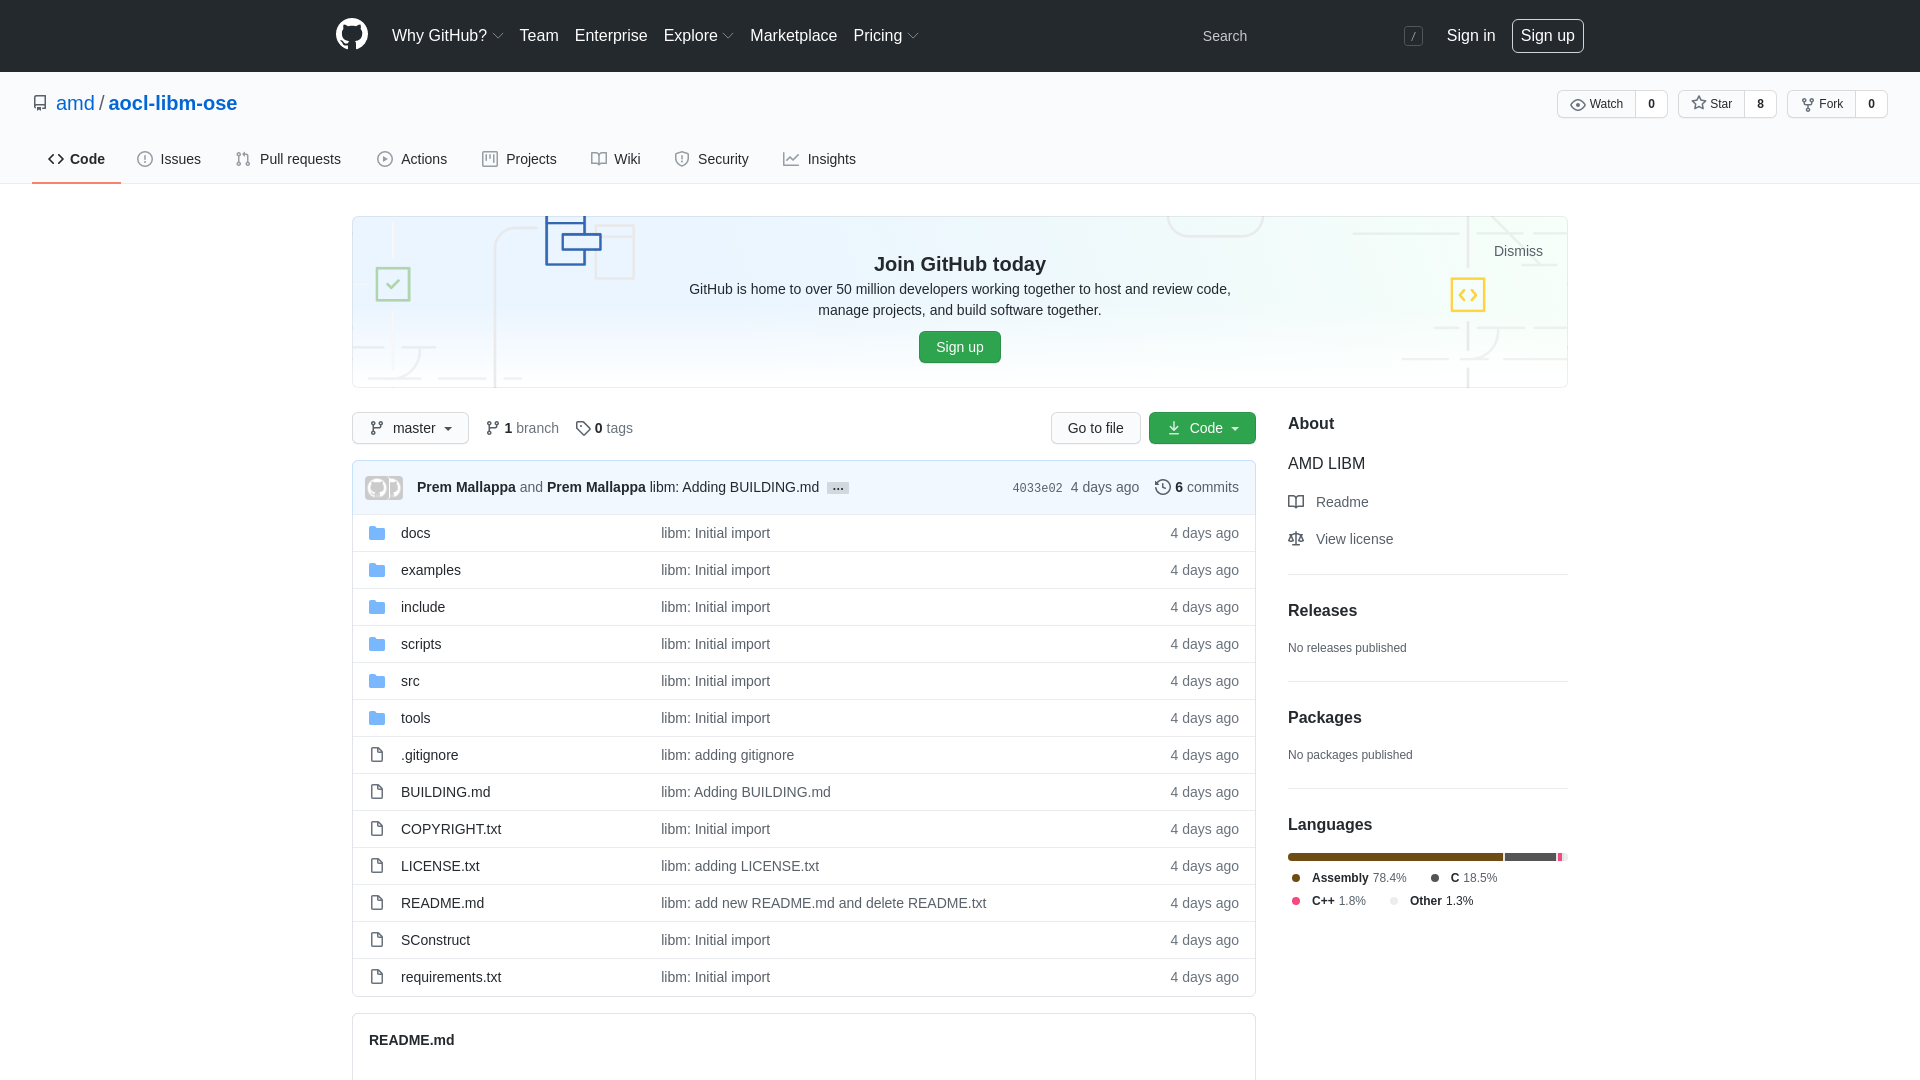 Why GitHub? Team Enterprise Explore Marketplace Pricing Search / Sign in Sign up
amd / aocl-libm-ose Watch 0 Star 8 Fork 0
Code Issues Pull requests Actions Projects Wiki Security Insights
Dismiss
Join GitHub today
GitHub is home to over 50 million developers working together to host and review code,
manage projects, and build software together.
Sign up
master 1 branch 0 tags Go to file Code
Prem Mallappa and Prem Mallappa libm: Adding BUILDING.md … 4033e02 4 days ago 6 commits
docs libm: Initial import 4 days ago
examples libm: Initial import 4 days ago
include libm: Initial import 4 days ago
scripts libm: Initial import 4 days ago
src libm: Initial import 4 days ago
tools libm: Initial import 4 days ago
.gitignore libm: adding gitignore 4 days ago
BUILDING.md libm: Adding BUILDING.md 4 days ago
COPYRIGHT.txt libm: Initial import 4 days ago
LICENSE.txt libm: adding LICENSE.txt 4 days ago
README.md libm: add new README.md and delete README.txt 4 days ago
SConstruct libm: Initial import 4 days ago
requirements.txt libm: Initial import 4 days ago
README.md
About
AMD LIBM
Readme
View license
Releases
No releases published
Packages
No packages published
Languages
Assembly 78.4% C 18.5%
C++ 1.8% Other 1.3%